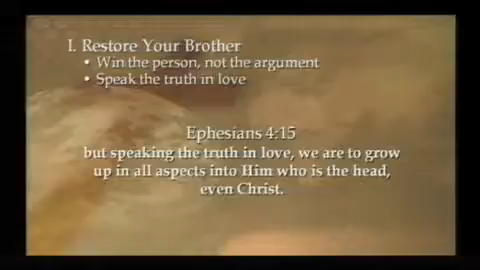 I. Restore Your Brother
• Win the person, not the argument
• Speak the truth in love
Ephesians 4:15
but speaking the truth in love, we are to grow
up in all aspects into Him who is the head,
even Christ.